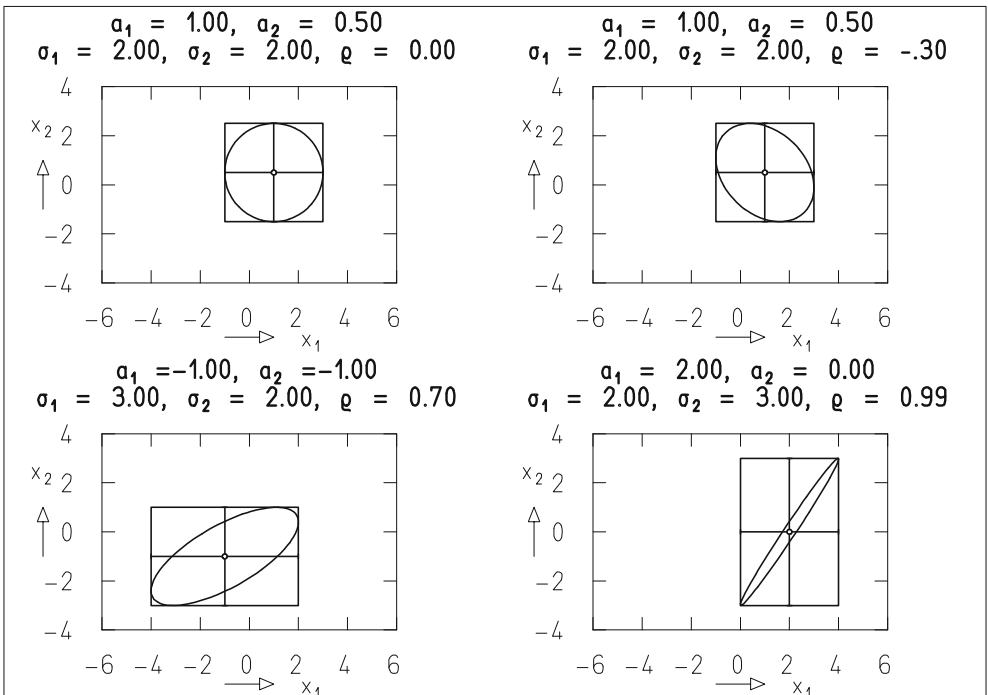 a1 = 1.00, a2 = 0.50
σ1 = 2.00, σ2 = 2.00, ϱ = 0.00
4
x2 2
0
−2
−4
−6 −4 −2 0 2 4 6
x1
a1 = 1.00, a2 = 0.50
σ1 = 2.00, σ2 = 2.00, ϱ = -.30
4
x2 2
0
−2
−4
−6 −4 −2 0 2 4 6
x1
a1 =−1.00, a2 =−1.00
σ1 = 3.00, σ2 = 2.00, ϱ = 0.70
4
x2 2
0
−2
−4
−6 −4 −2 0 2 4 6
x1
a1 = 2.00, a2 = 0.00
σ1 = 2.00, σ2 = 3.00, ϱ = 0.99
4
x2 2
0
−2
−4
−6 −4 −2 0 2 4 6
x1